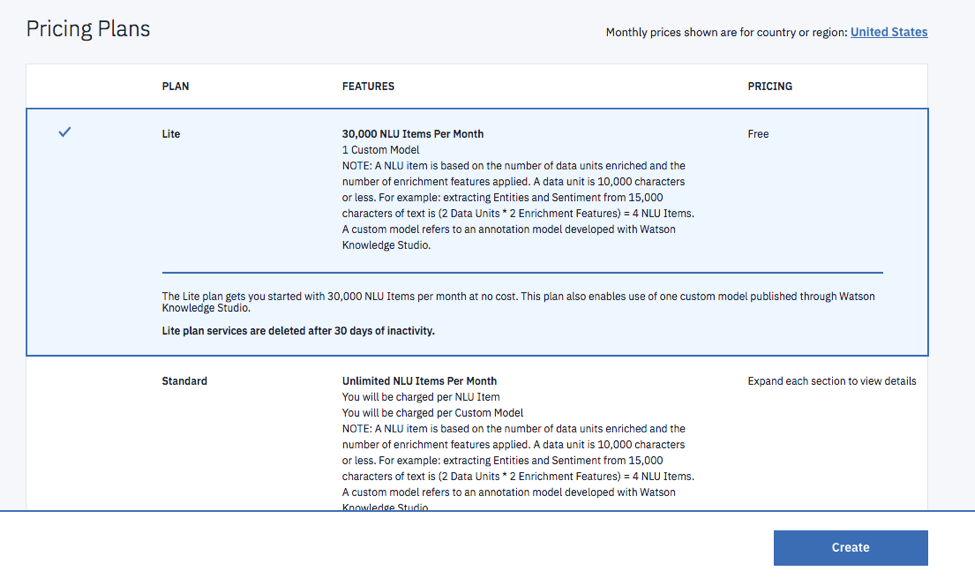 Pricing Plans
Monthly prices shown are for country or region: United States
PLAN FEATURES PRICING
Lite 30,000 NLU Items Per Month Free
1 Custom Model
NOTE: A NLU item is based on the number of data units enriched and the
number of enrichment features applied. A data unit is 10,000 characters
or less. For example: extracting Entities and Sentiment from 15,000
characters of text is (2 Data Units * 2 Enrichment Features) = 4 NLU Items.
A custom model refers to an annotation model developed with Watson
Knowledge Studio.
The Lite plan gets you started with 30,000 NLU Items per month at no cost. This plan also enables use of one custom model published through Watson
Knowledge Studio.
Lite plan services are deleted after 30 days of inactivity.
Standard Unlimited NLU Items Per Month Expand each section to view details
You will be charged per NLU Item
You will be charged per Custom Model
NOTE: A NLU item is based on the number of data units enriched and the
number of enrichment features applied. A data unit is 10,000 characters
or less. For example: extracting Entities and Sentiment from 15,000
characters of text is (2 Data Units * 2 Enrichment Features) = 4 NLU Items.
A custom model refers to an annotation model developed with Watson
Knowledge Studio
Create